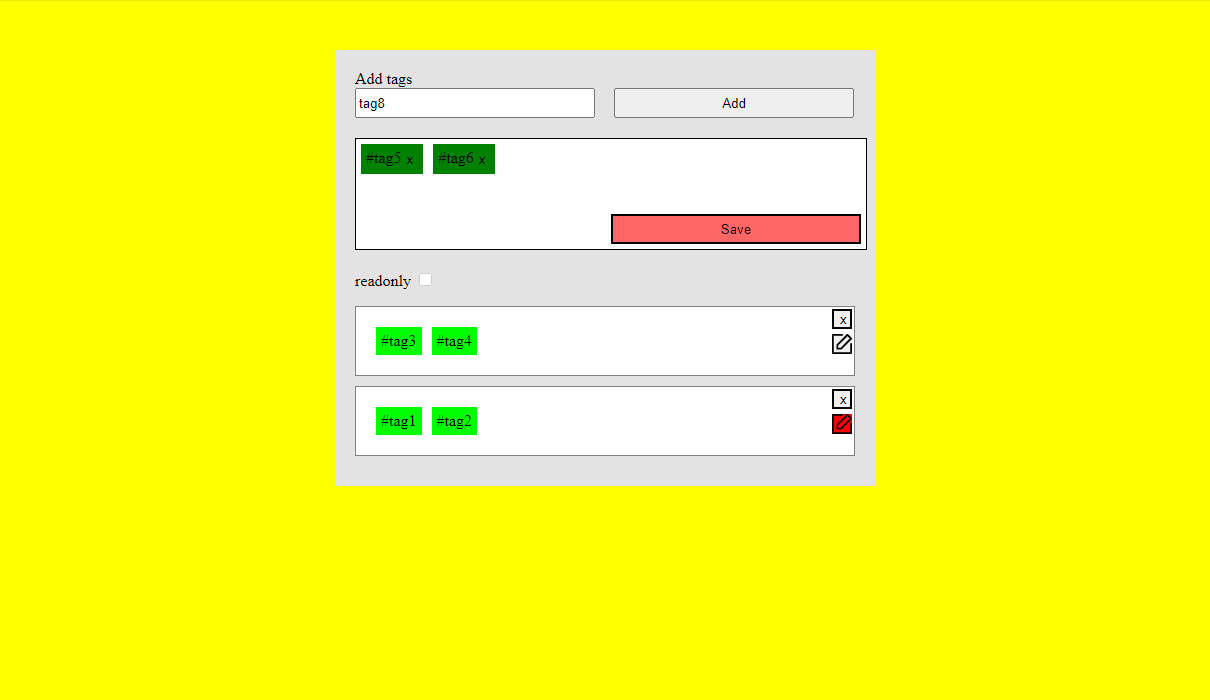 Add tags
tag8 Add
#tag5 x #tag6 x
Save
readonly
x
#tag3 #tag4
x
#tag1 #tag2